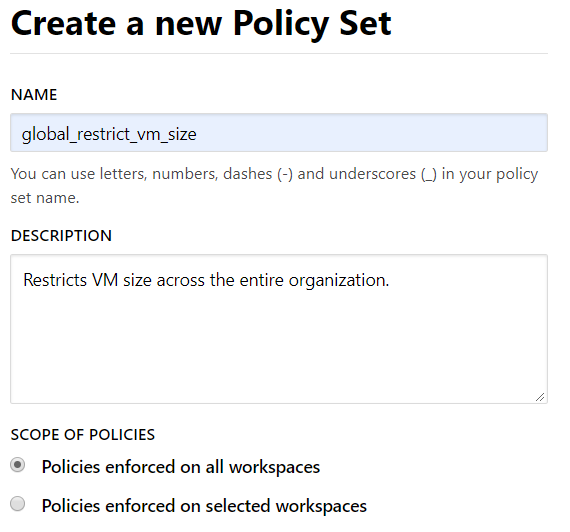 Create a new Policy Set
NAME
global_restrict_vm_size
You can use letters, numbers, dashes (-) and underscores (_) in your policy
set name.
DESCRIPTION
Restricts VM size across the entire organization.
SCOPE OF POLICIES
Policies enforced on all workspaces
Policies enforced on selected workspaces